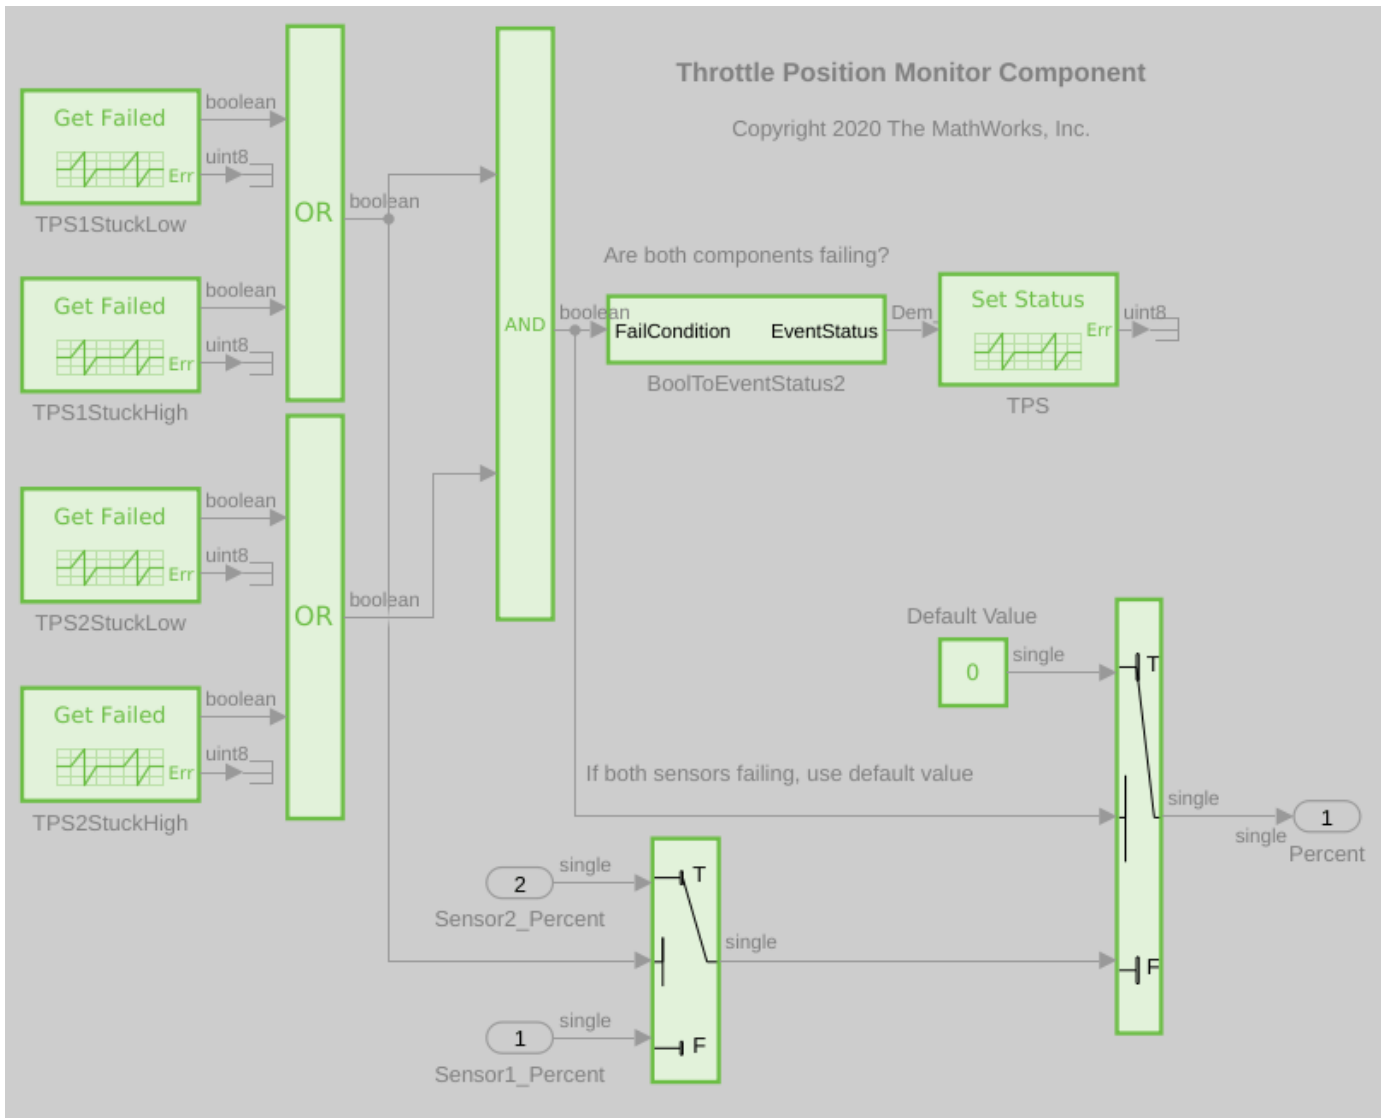 Throttle Position Monitor Component
Copyright 2020 The MathWorks, Inc.
Get Failed
boolean
uint8
Err
TPS1StuckLow
OR
boolean
Get Failed
boolean
uint8
Err
TPS1StuckHigh
AND
boolean
Are both components failing?
FailCondition EventStatus
BoolToEventStatus2
Dem_
Set Status
Err
uint8
TPS
Get Failed
boolean
uint8
Err
TPS2StuckLow
OR
boolean
Get Failed
boolean
uint8
Err
TPS2StuckHigh
Default Value
0
single
T
If both sensors failing, use default value
F
single
single
1
Percent
2
single
Sensor2_Percent
T
single
1
single
Sensor1_Percent
F